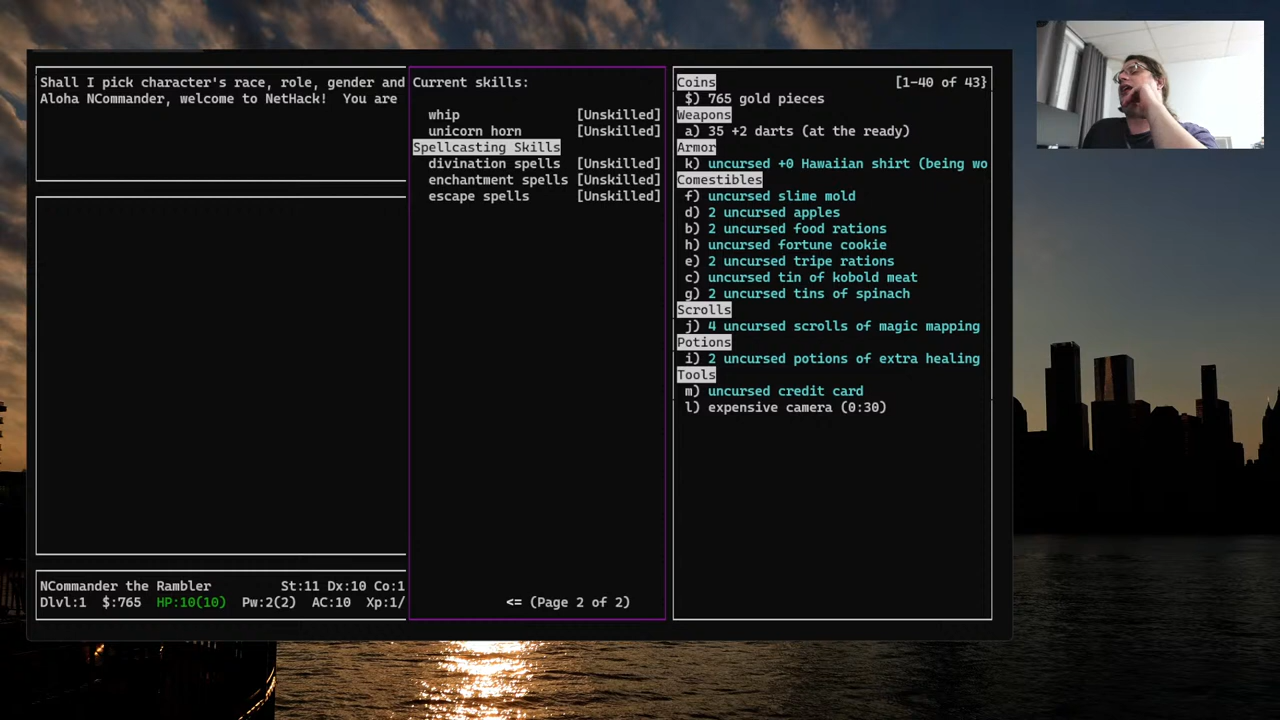 Shall I pick character's race, role, gender and
Aloha NCommander, welcome to NetHack!  You are
Current skills:
whip [Unskilled]
unicorn horn [Unskilled]
Spellcasting Skills
divination spells [Unskilled]
enchantment spells [Unskilled]
escape spells [Unskilled]
<= (Page 2 of 2)
Coins [1-40 of 43}
$) 765 gold pieces
Weapons
a) 35 +2 darts (at the ready)
Armor
k) uncursed +0 Hawaiian shirt (being wo
Comestibles
f) uncursed slime mold
d) 2 uncursed apples
b) 2 uncursed food rations
h) uncursed fortune cookie
e) 2 uncursed tripe rations
c) uncursed tin of kobold meat
g) 2 uncursed tins of spinach
Scrolls
j) 4 uncursed scrolls of magic mapping
Potions
i) 2 uncursed potions of extra healing
Tools
m) uncursed credit card
l) expensive camera (0:30)
NCommander the Rambler St:11 Dx:10 Co:1
Dlvl:1 $:765 HP:10(10) Pw:2(2) AC:10 Xp:1/